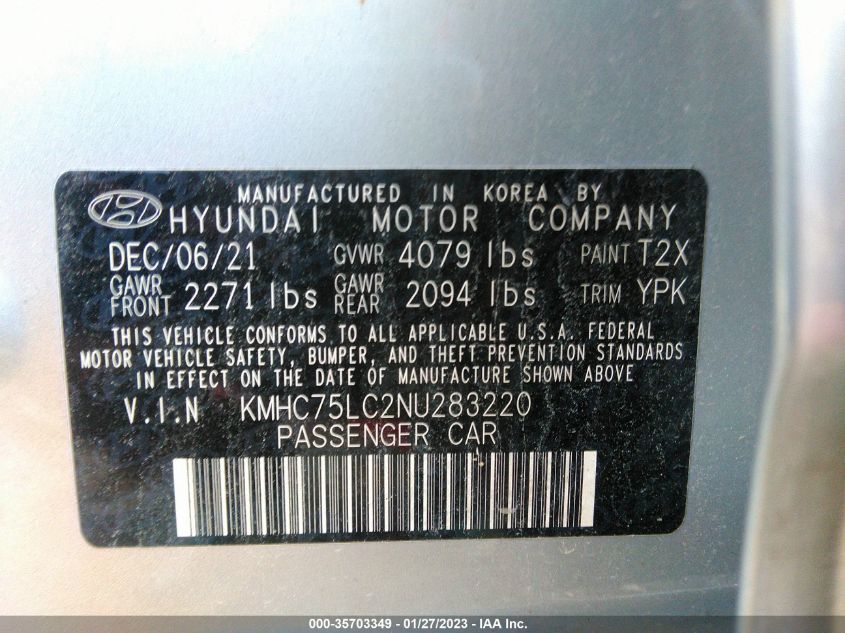 MANUFACTURED IN KOREA BY
HYUNDAI MOTOR COMPANY
DEC/06/21 GVWR 4079 lbs PAINT T2X
GAWR FRONT 2271 lbs GAWR REAR 2094 lbs TRIM YPK
THIS VEHICLE CONFORMS TO ALL APPLICABLE U.S.A. FEDERAL
MOTOR VEHICLE SAFETY, BUMPER, AND THEFT PREVENTION STANDARDS
IN EFFECT ON THE DATE OF MANUFACTURE SHOWN ABOVE
V.I.N KMHC75LC2NU283220
PASSENGER CAR
000-35703349 - 01/27/2023 - IAA Inc.